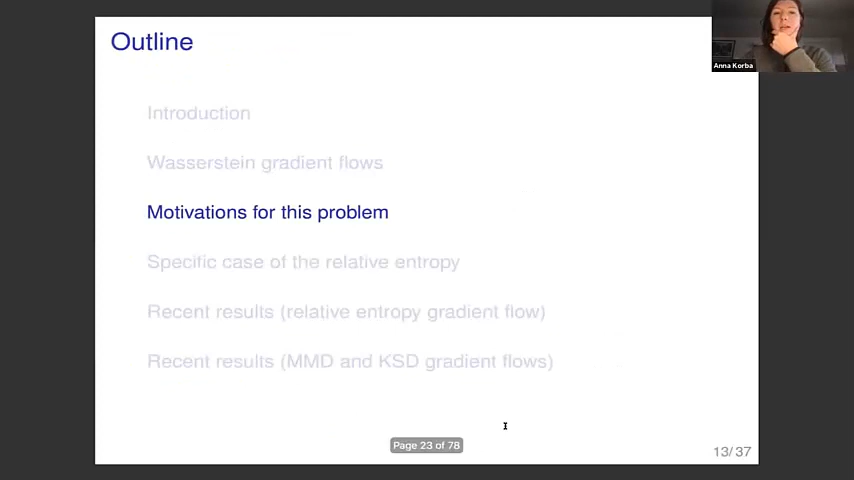 Outline
Anna Korba
Introduction
Wasserstein gradient flows
Motivations for this problem
Specific case of the relative entropy
Recent results (relative entropy gradient flow)
Recent results (MMD and KSD gradient flows)
Page 23 of 78
13/37